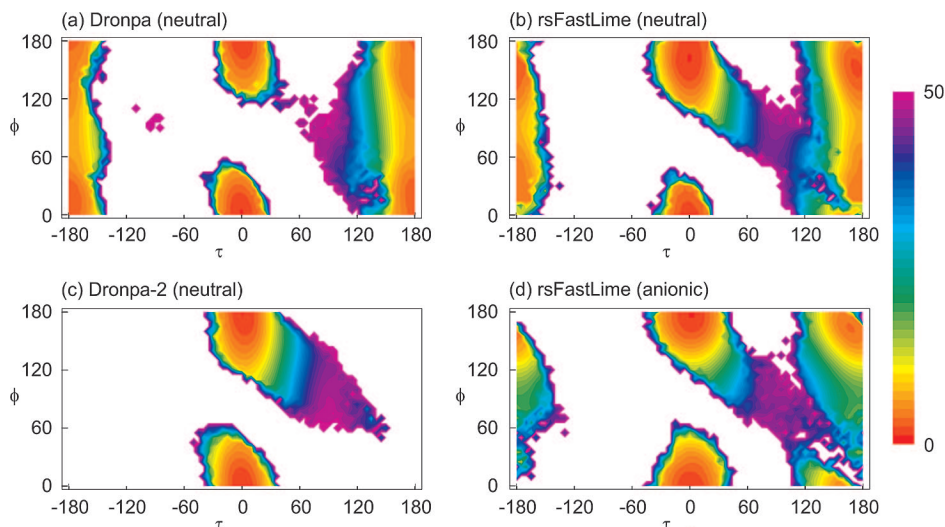 (a) Dronpa (neutral)
(b) rsFastLime (neutral)
180
120
60
0
ϕ
-180 -120 -60 0 60 120 180
τ
180
120
60
0
ϕ
-180 -120 -60 0 60 120 180
τ
50
0
(c) Dronpa-2 (neutral)
(d) rsFastLime (anionic)
180
120
60
0
ϕ
-180 -120 -60 0 60 120 180
τ
180
120
60
0
ϕ
-180 -120 -60 0 60 120 180
τ